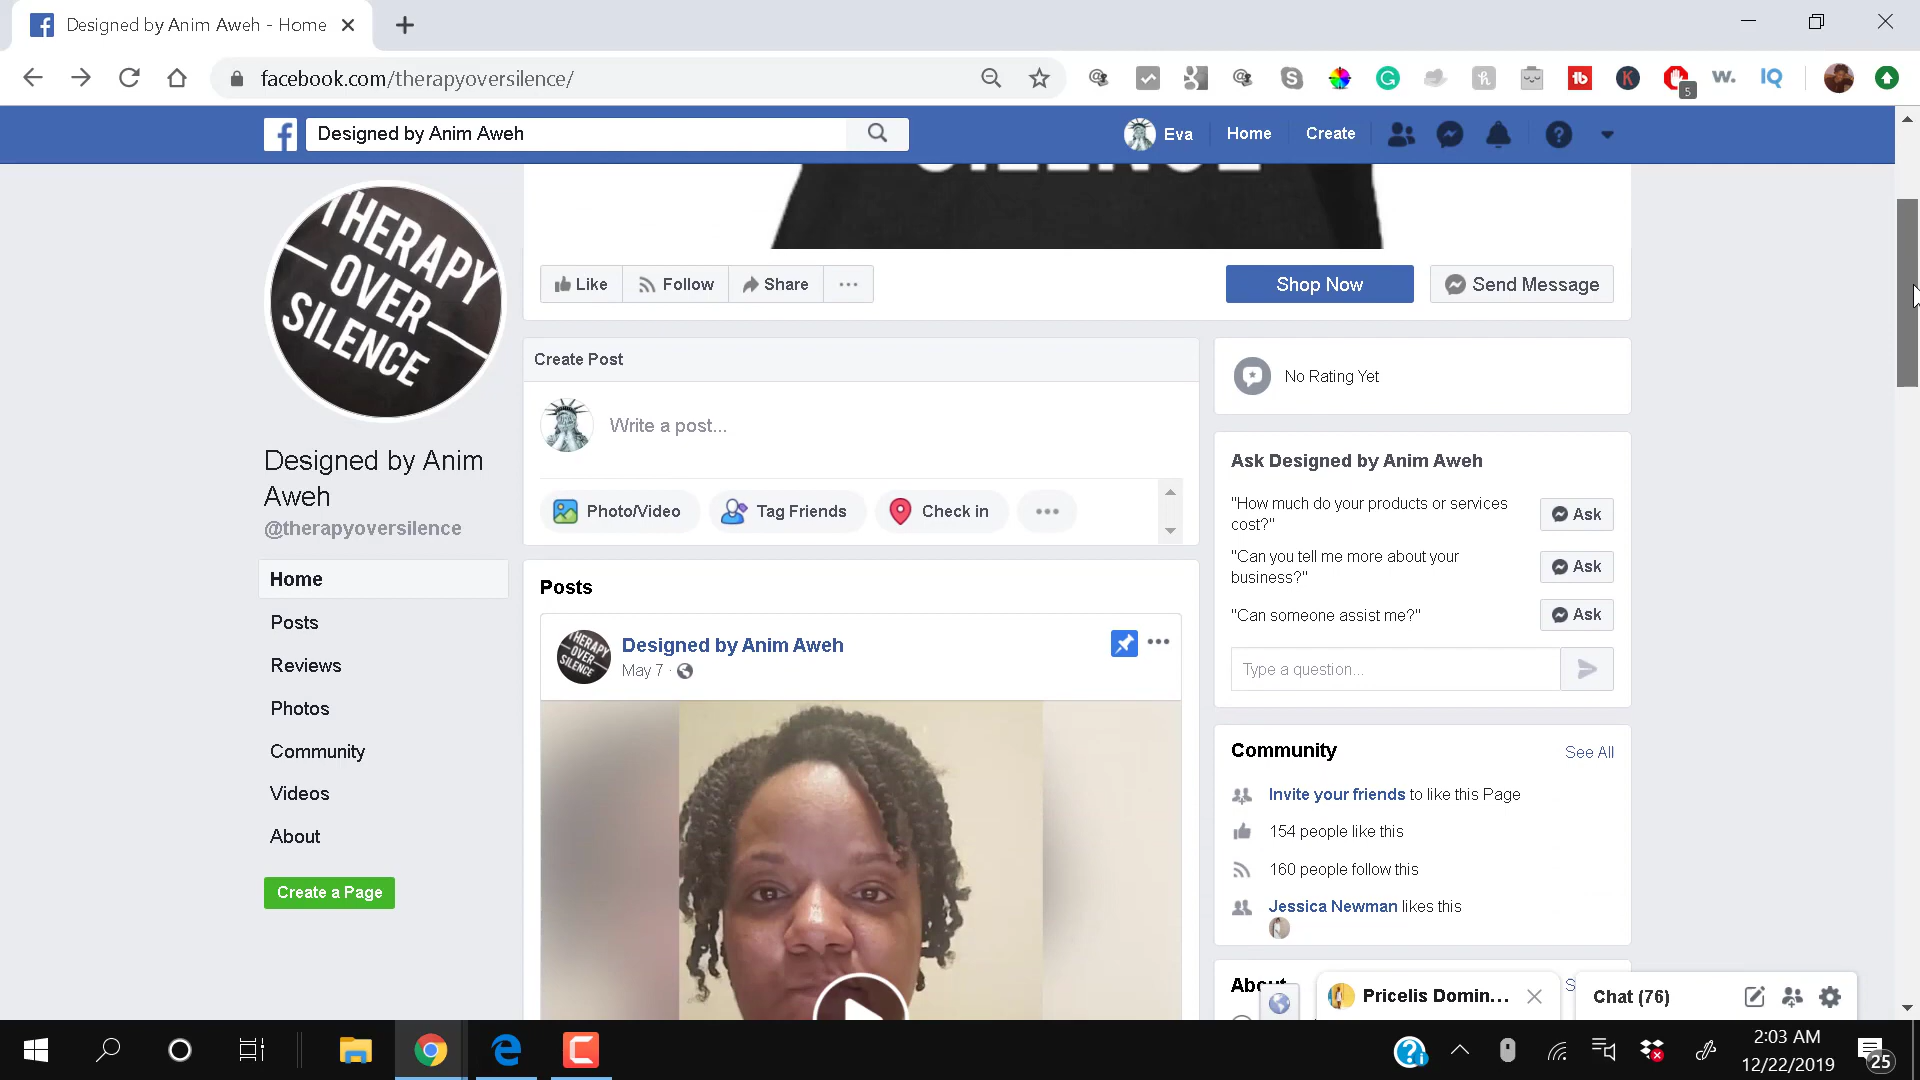 Designed by Anim Aweh - Home
facebook.com/therapyoversilence/
5
Designed by Anim Aweh
Eva
Home
Create
SILENCE
THERAPY
OVER
SILENCE
Like
Follow
Share
Shop Now
Send Message
Designed by Anim
Aweh
@therapyoversilence
Home
Posts
Reviews
Photos
Community
Videos
About
Create a Page
Create Post
Write a post...
Photo/Video
Tag Friends
Check in
Posts
THERAPY
OVER
SILENCE
Designed by Anim Aweh
May 7 ·
No Rating Yet
Ask Designed by Anim Aweh
"How much do your products or services
cost?"
Ask
"Can you tell me more about your
business?"
Ask
"Can someone assist me?"
Ask
Type a question...
Community
See All
Invite your friends to like this Page
154 people like this
160 people follow this
Jessica Newman likes this
About
Pricelis Domin...
Chat (76)
2:03 AM
12/22/2019
25